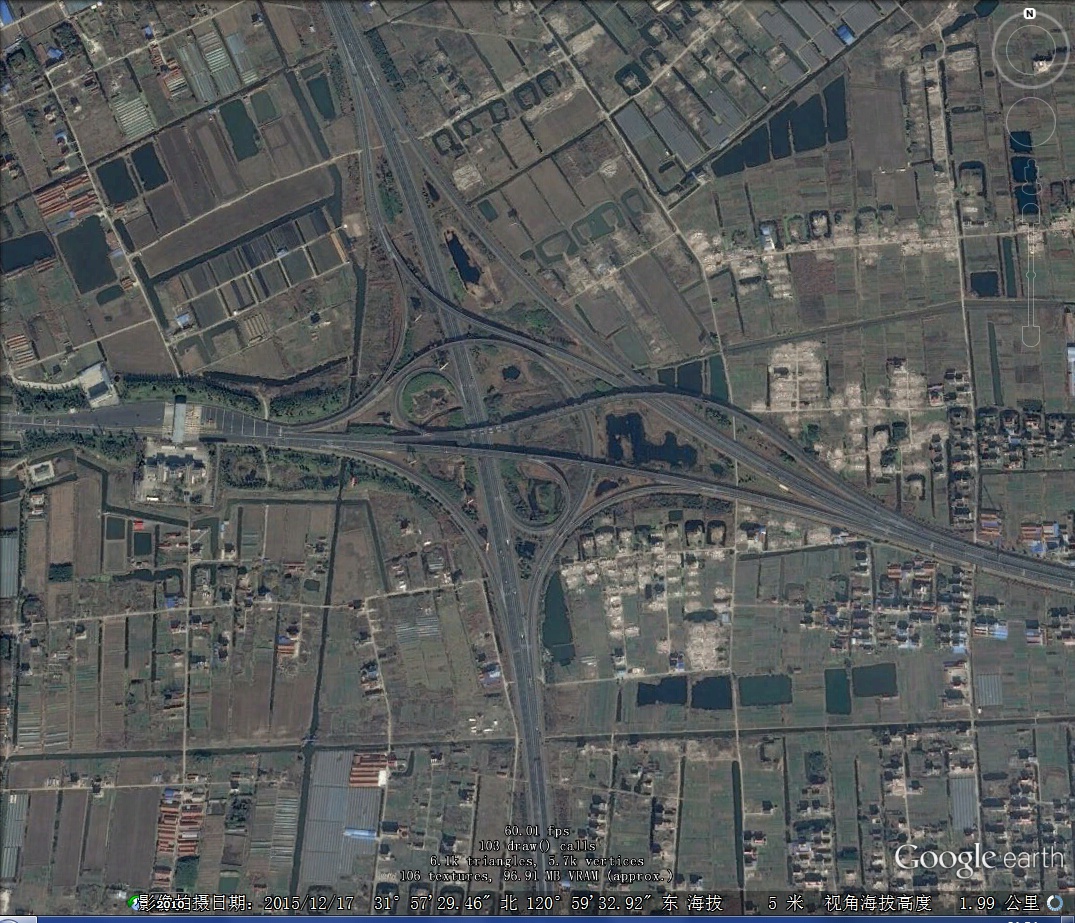 N
60.01 fps
103 draw() calls
6.1k triangles, 5.7k vertices
106 textures, 96.91 MB VRAM (approx.)
Google earth
影像拍摄日期: 2015/12/17 31° 57'29.46" 北 120° 59'32.92" 东 海拔 5 米 视角海拔高度 1.99 公里